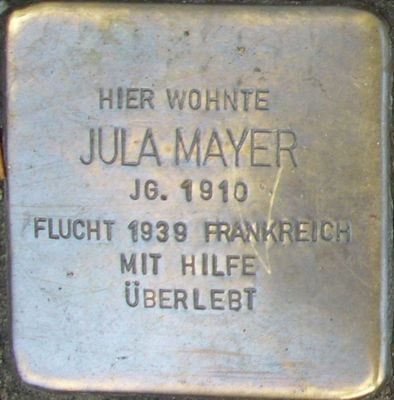 HIER WOHNTE
JULA MAYER
JG. 1910
FLUCHT 1939 FRANKREICH
MIT HILFE
ÜBERLEBT